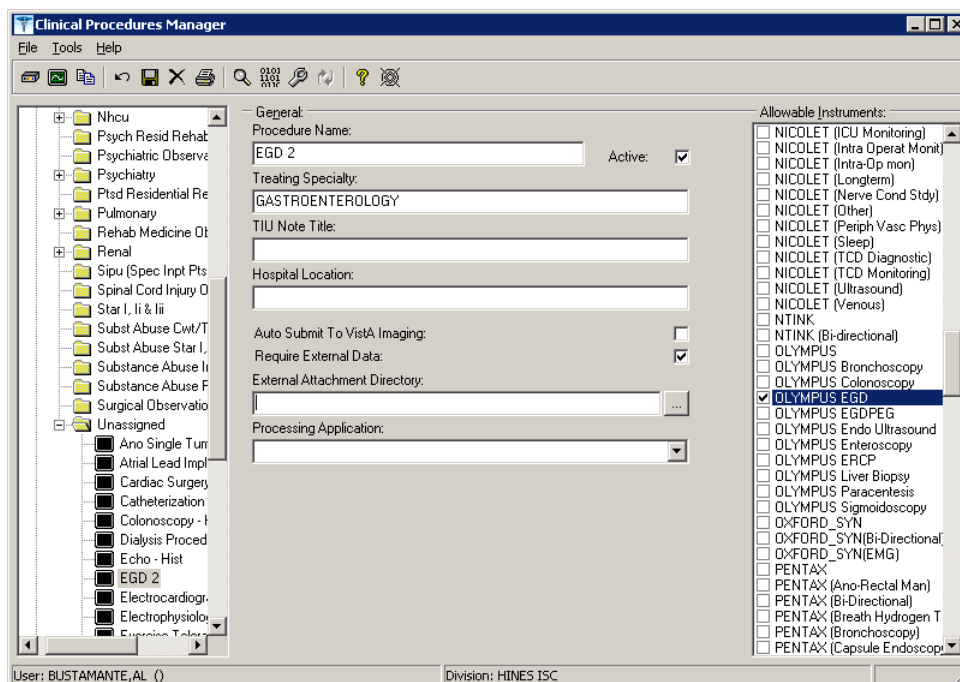 Clinical Procedures Manager
File Tools Help
Nhcu
Psych Resid Rehab
Psychiatric Observa
Psychiatry
Ptsd Residential Re
Pulmonary
Rehab Medicine Ob
Renal
Sipu (Spec Inpt Pts
Spinal Cord Injury O
Star I, Ii & Iii
Subst Abuse Cwt/T
Subst Abuse Star I,
Substance Abuse I
Substance Abuse F
Surgical Observatio
Unassigned
Ano Single Tum
Atrial Lead Impl
Cardiac Surgery
Catheterization
Colonoscopy - H
Dialysis Proced
Echo - Hist
EGD 2
Electrocardiogr
Electrophysiolo
Exercise Tolera
General:
Procedure Name:
EGD 2
Active:
Treating Specialty:
GASTROENTEROLOGY
TIU Note Title:
Hospital Location:
Auto Submit To VistA Imaging:
Require External Data:
External Attachment Directory:
...
Processing Application:
Allowable Instruments:
NICOLET (ICU Monitoring)
NICOLET (Intra Operat Monit)
NICOLET (Intra-Op mon)
NICOLET (Longterm)
NICOLET (Nerve Cond Stdy)
NICOLET (Other)
NICOLET (Periph Vasc Phys)
NICOLET (Sleep)
NICOLET (TCD Diagnostic)
NICOLET (TCD Monitoring)
NICOLET (Ultrasound)
NICOLET (Venous)
NTINK
NTINK (Bi-directional)
OLYMPUS
OLYMPUS Bronchoscopy
OLYMPUS Colonoscopy
OLYMPUS EGD
OLYMPUS EGDPEG
OLYMPUS Endo Ultrasound
OLYMPUS Enteroscopy
OLYMPUS ERCP
OLYMPUS Liver Biopsy
OLYMPUS Paracentesis
OLYMPUS Sigmoidoscopy
OXFORD_SYN
OXFORD_SYN(Bi-Directional
OXFORD_SYN(EMG)
PENTAX
PENTAX (Ano-Rectal Man)
PENTAX (Bi-Directional)
PENTAX (Breath Hydrogen T
PENTAX (Bronchoscopy)
PENTAX (Capsule Endoscop
User: BUSTAMANTE,AL ()
Division: HINES ISC